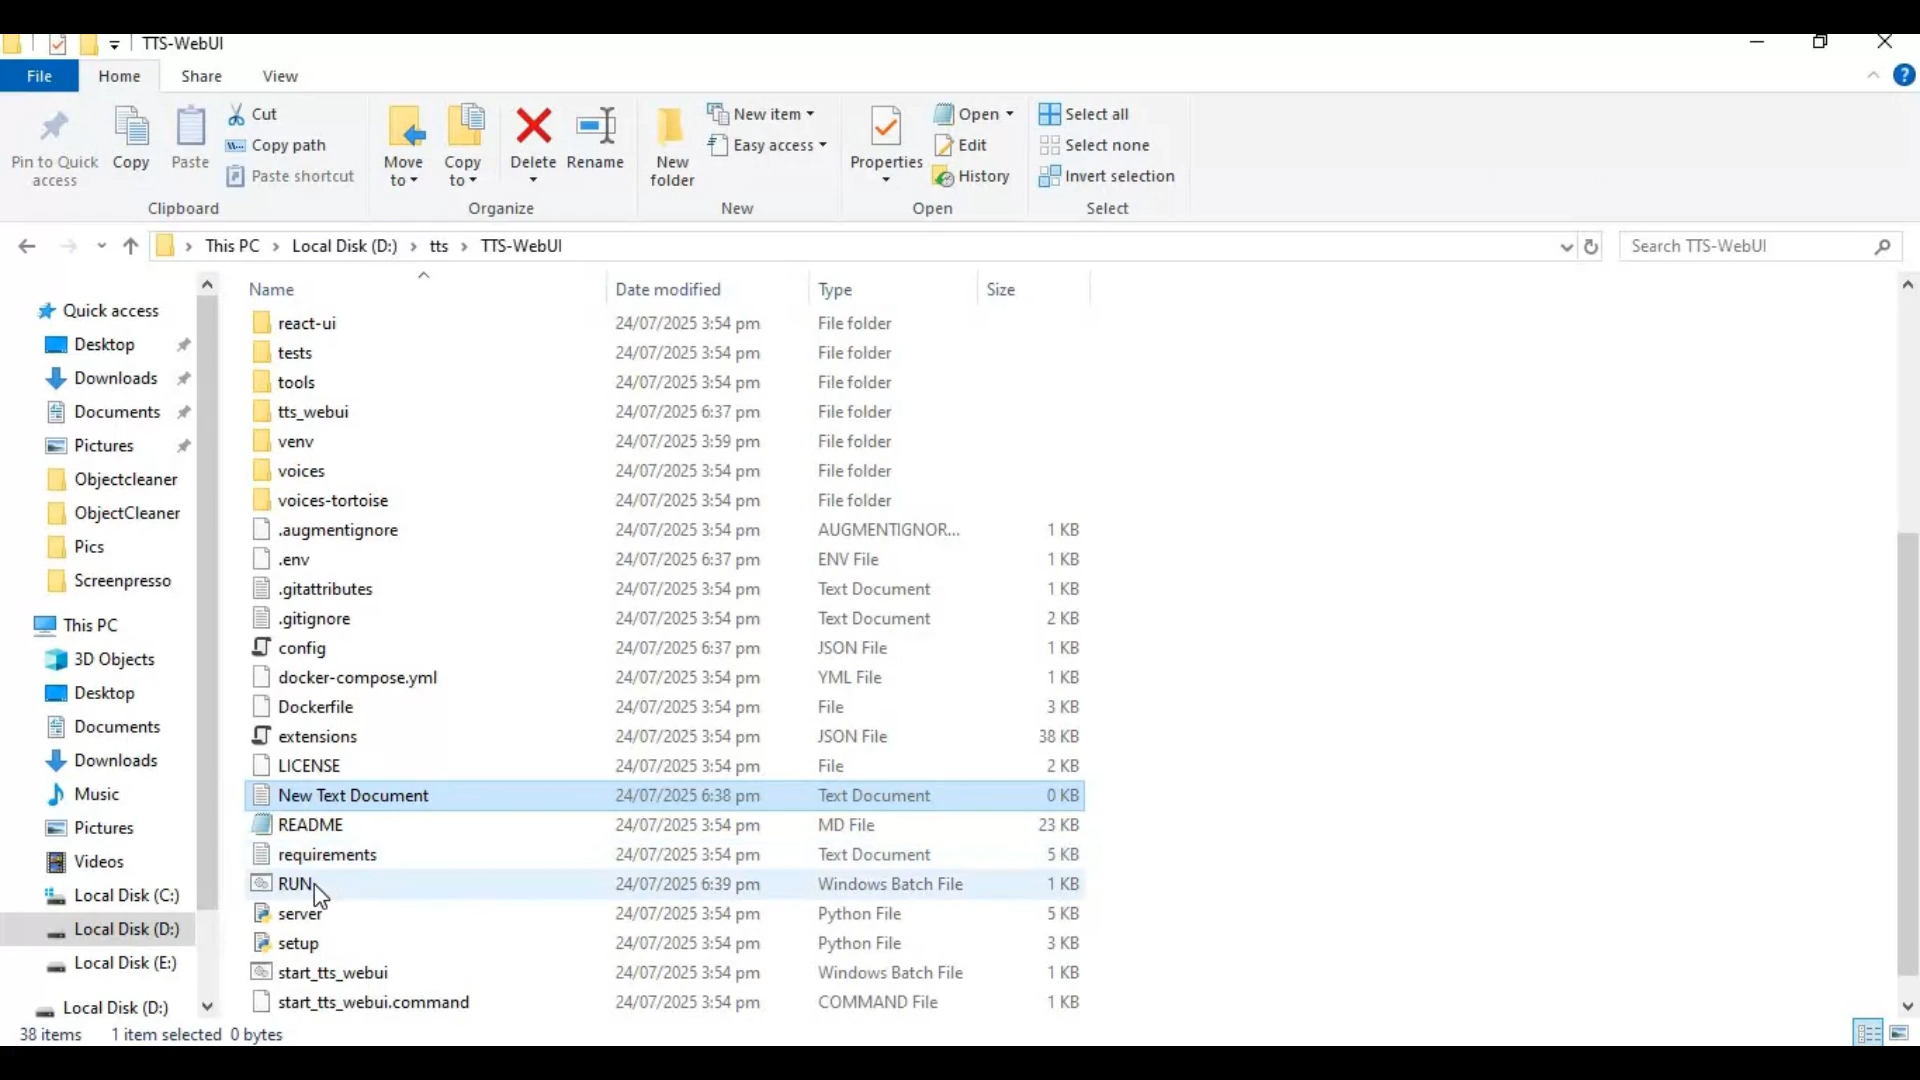 TTS-WebUI
File Home Share View
Pin to Quick access
Copy
Paste
Cut
Copy path
Paste shortcut
Clipboard
Move to
Copy to
Delete
Rename
Organize
New folder
New item
Easy access
New
Properties
Open
Edit
History
Open
Select all
Select none
Invert selection
Select
This PC Local Disk (D:) tts TTS-WebUI
Search TTS-WebUI
Quick access
Desktop
Downloads
Documents
Pictures
Objectcleaner
ObjectCleaner
Pics
Screenpresso
This PC
3D Objects
Desktop
Documents
Downloads
Music
Pictures
Videos
Local Disk (C:)
Local Disk (D:)
Local Disk (E:)
Local Disk (D:)
Name Date modified Type Size
react-ui 24/07/2025 3:54 pm File folder
tests 24/07/2025 3:54 pm File folder
tools 24/07/2025 3:54 pm File folder
tts_webui 24/07/2025 6:37 pm File folder
venv 24/07/2025 3:59 pm File folder
voices 24/07/2025 3:54 pm File folder
voices-tortoise 24/07/2025 3:54 pm File folder
.augmentignore 24/07/2025 3:54 pm AUGMENTIGNOR... 1 KB
.env 24/07/2025 6:37 pm ENV File 1 KB
.gitattributes 24/07/2025 3:54 pm Text Document 1 KB
.gitignore 24/07/2025 3:54 pm Text Document 2 KB
config 24/07/2025 6:37 pm JSON File 1 KB
docker-compose.yml 24/07/2025 3:54 pm YML File 1 KB
Dockerfile 24/07/2025 3:54 pm File 3 KB
extensions 24/07/2025 3:54 pm JSON File 38 KB
LICENSE 24/07/2025 3:54 pm File 2 KB
New Text Document 24/07/2025 6:38 pm Text Document 0 KB
README 24/07/2025 3:54 pm MD File 23 KB
requirements 24/07/2025 3:54 pm Text Document 5 KB
RUN 24/07/2025 6:39 pm Windows Batch File 1 KB
server 24/07/2025 3:54 pm Python File 5 KB
setup 24/07/2025 3:54 pm Python File 3 KB
start_tts_webui 24/07/2025 3:54 pm Windows Batch File 1 KB
start_tts_webui.command 24/07/2025 3:54 pm COMMAND File 1 KB
38 items 1 item selected 0 bytes